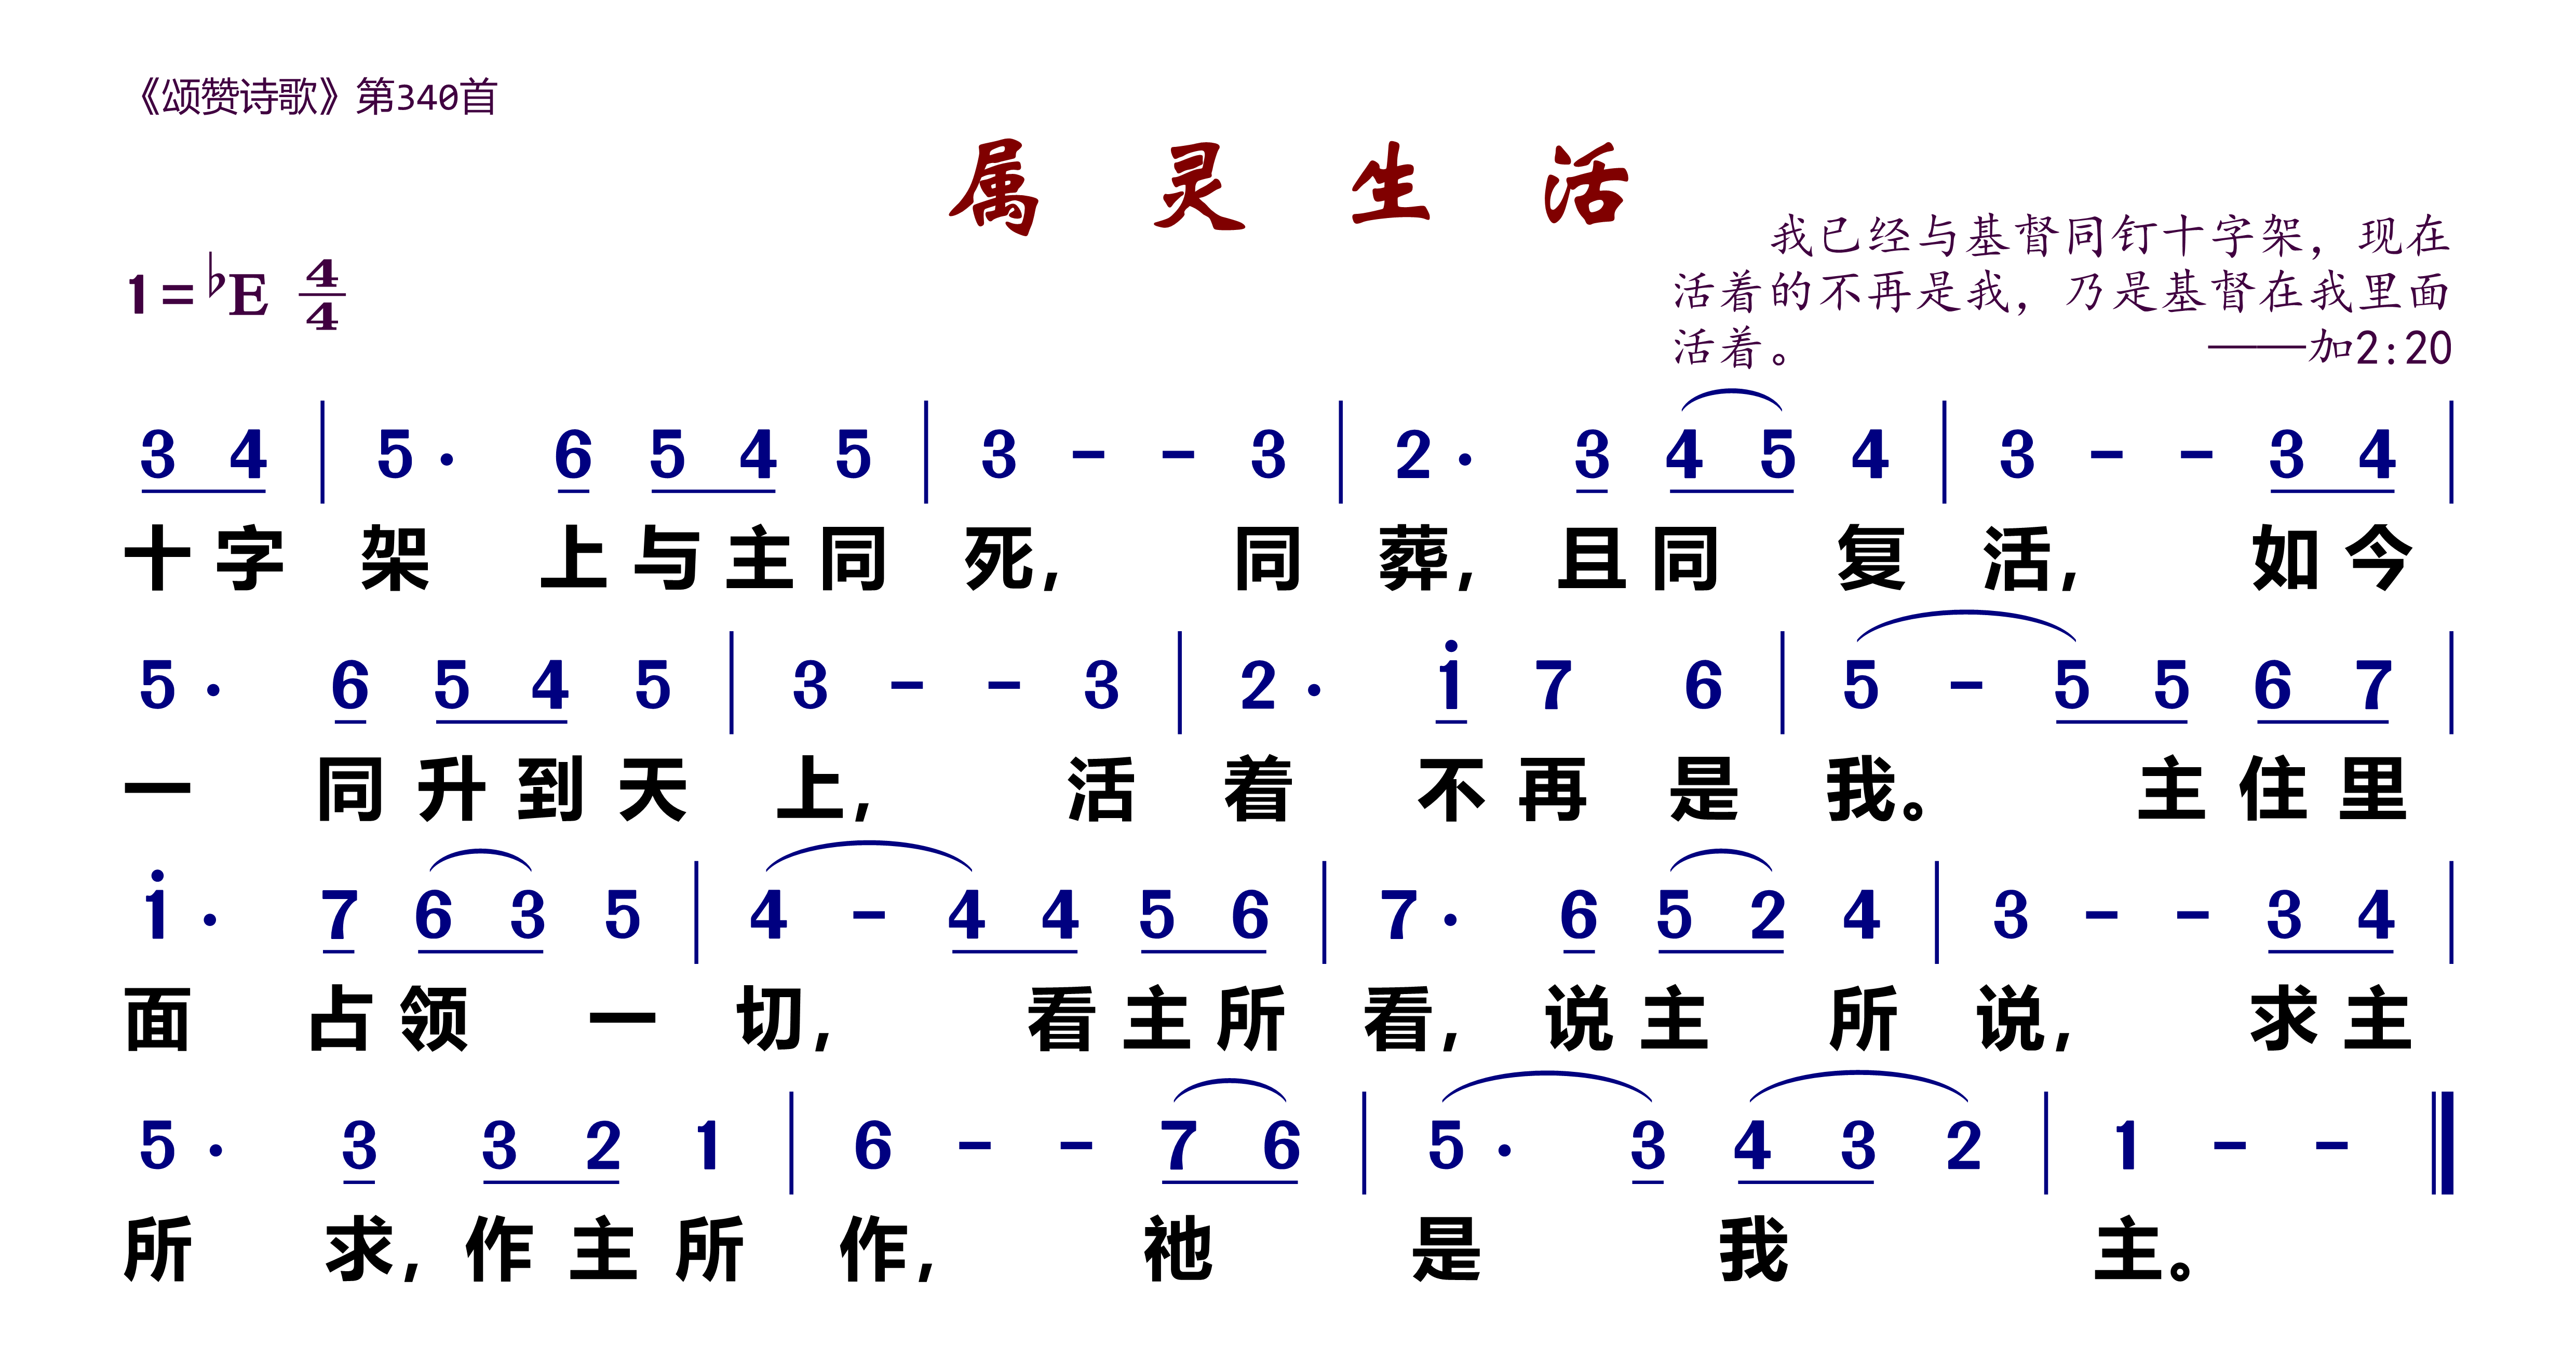 《颂赞诗歌》第340首
属 灵 生 活
我已经与基督同钉十字架，现在
活着的不再是我，乃是基督在我里面
活着。 ——加2:20
1=♭E 4/4
3 4 | 5 · 6 5 4 5 | 3 - - 3 | 2 · 3 4 5 4 | 3 - - 3 4 |
十字 架 上与主同 死， 同 葬，且同 复 活， 如今
5 · 6 5 4 5 | 3 - - 3 | 2 · i 7 6 | 5 - 5 5 6 7 |
一 同升到天 上， 活 着 不再 是 我。 主住里
i · 7 6 3 5 | 4 - 4 4 5 6 | 7 · 6 5 2 4 | 3 - - 3 4 |
面 占领 一 切， 看主所 看，说主 所 说， 求主
5 · 3 3 2 1 | 6 - - 7 6 | 5 · 3 4 3 2 | 1 - - ‖
所 求，作主所 作， 祂 是 我 主。